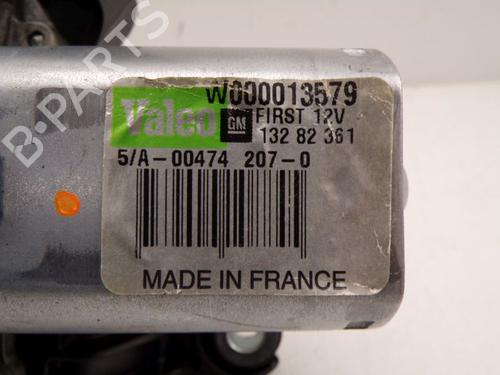 B-PARTS
W000013579
Valeo GM FIRST 12V
132 82 361
5/A-00474 207-0
MADE IN FRANCE